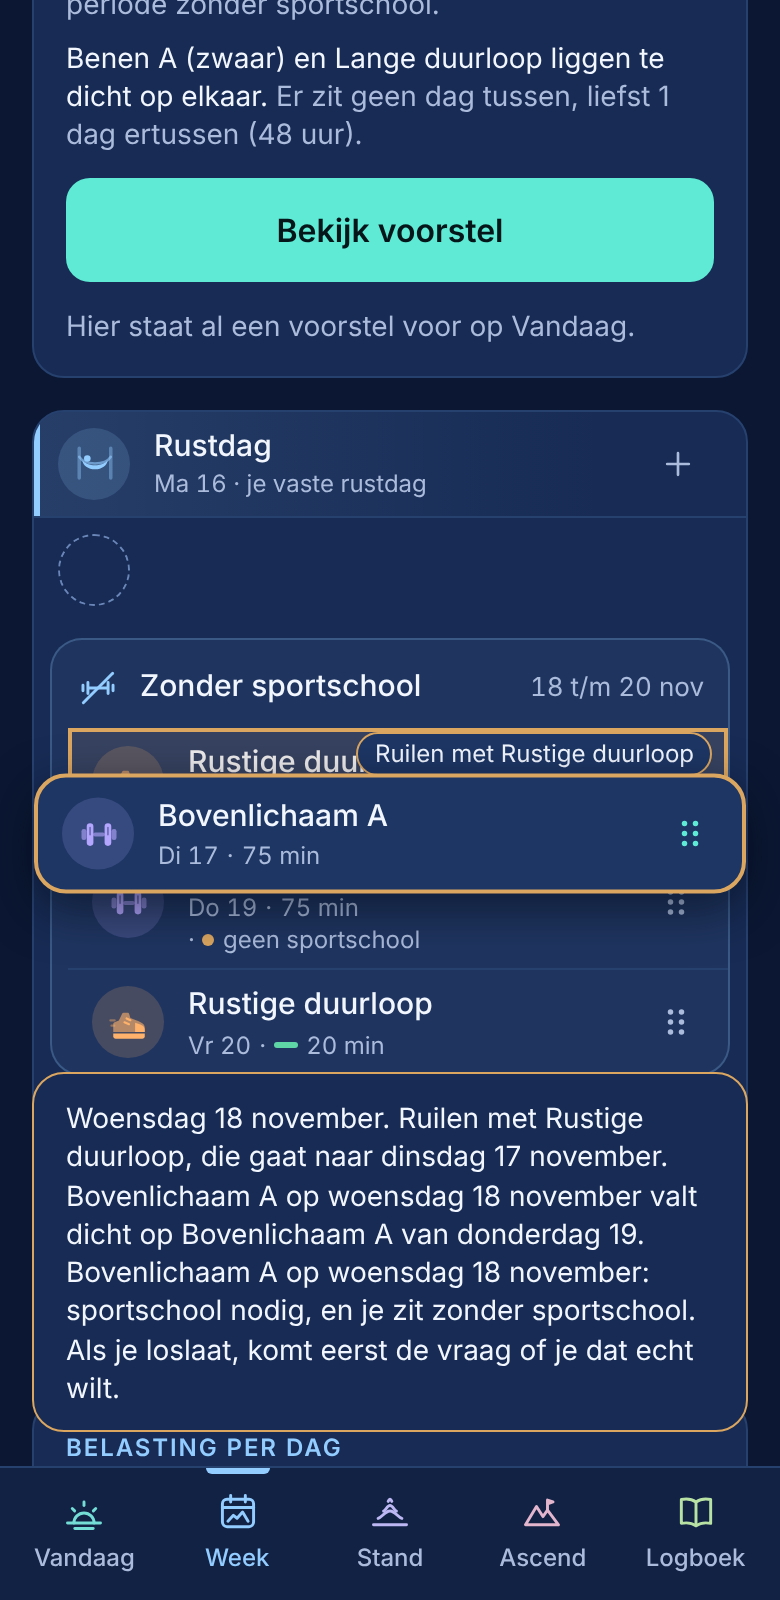 periode zonder sportschool.
Benen A (zwaar) en Lange duurloop liggen te
dicht op elkaar. Er zit geen dag tussen, liefst 1
dag ertussen (48 uur).
Bekijk voorstel
Hier staat al een voorstel voor op Vandaag.
Rustdag
Ma 16 · je vaste rustdag
Zonder sportschool
18 t/m 20 nov
Rustige duur
Ruilen met Rustige duurloop
Bovenlichaam A
Di 17 · 75 min
Do 19 · 75 min
· geen sportschool
Rustige duurloop
Vr 20 · 20 min
Woensdag 18 november. Ruilen met Rustige
duurloop, die gaat naar dinsdag 17 november.
Bovenlichaam A op woensdag 18 november valt
dicht op Bovenlichaam A van donderdag 19.
Bovenlichaam A op woensdag 18 november:
sportschool nodig, en je zit zonder sportschool.
Als je loslaat, komt eerst de vraag of je dat echt
wilt.
BELASTING PER DAG
Vandaag
Week
Stand
Ascend
Logboek